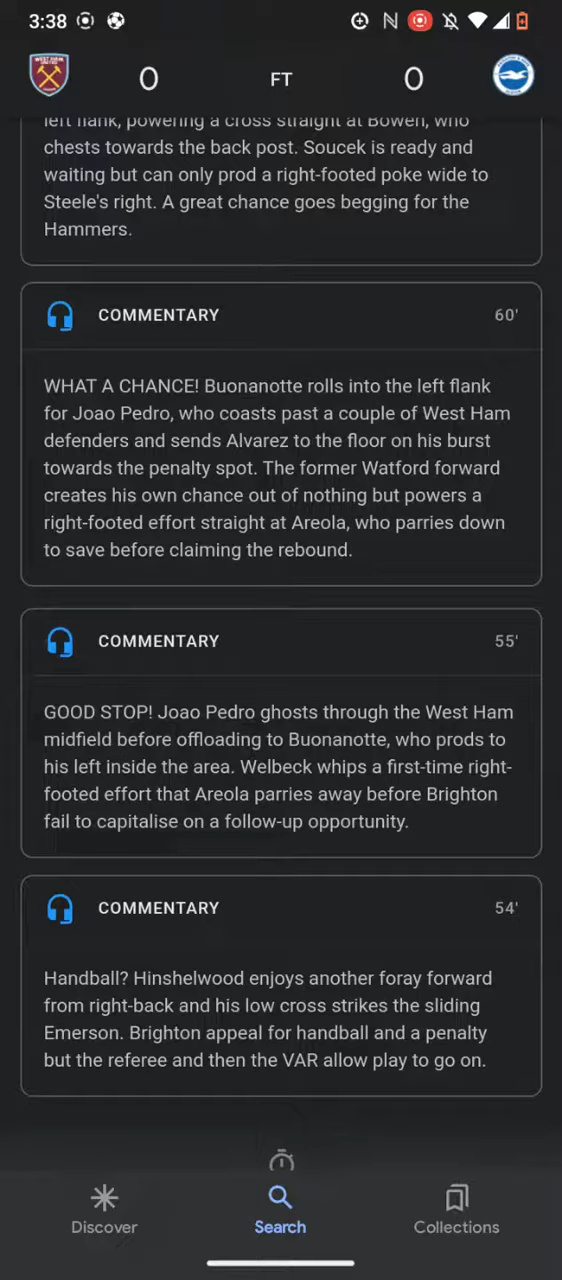 3:38
WEST HAM
UNITED
0 FT 0
left flank, powering a cross straight at Bowen, who
chests towards the back post. Soucek is ready and
waiting but can only prod a right-footed poke wide to
Steele's right. A great chance goes begging for the
Hammers.
COMMENTARY 60'
WHAT A CHANCE! Buonanotte rolls into the left flank
for Joao Pedro, who coasts past a couple of West Ham
defenders and sends Alvarez to the floor on his burst
towards the penalty spot. The former Watford forward
creates his own chance out of nothing but powers a
right-footed effort straight at Areola, who parries down
to save before claiming the rebound.
COMMENTARY 55'
GOOD STOP! Joao Pedro ghosts through the West Ham
midfield before offloading to Buonanotte, who prods to
his left inside the area. Welbeck whips a first-time right-
footed effort that Areola parries away before Brighton
fail to capitalise on a follow-up opportunity.
COMMENTARY 54'
Handball? Hinshelwood enjoys another foray forward
from right-back and his low cross strikes the sliding
Emerson. Brighton appeal for handball and a penalty
but the referee and then the VAR allow play to go on.
Discover Search Collections